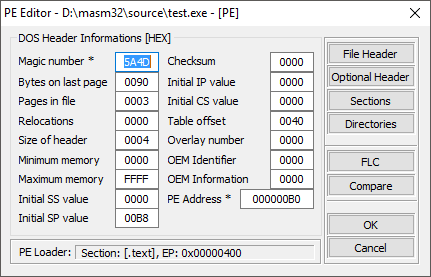 PE Editor - D:\masm32\source\test.exe - [PE]
DOS Header Informations [HEX]
Magic number * 5A4D Checksum 0000
Bytes on last page 0090 Initial IP value 0000
Pages in file 0003 Initial CS value 0000
Relocations 0000 Table offset 0040
Size of header 0004 Overlay number 0000
Minimum memory 0000 OEM Identifier 0000
Maximum memory FFFF OEM Information 0000
Initial SS value 0000 PE Address * 000000B0
Initial SP value 00B8
File Header
Optional Header
Sections
Directories
FLC
Compare
OK
Cancel
PE Loader: Section: [.text], EP: 0x00000400